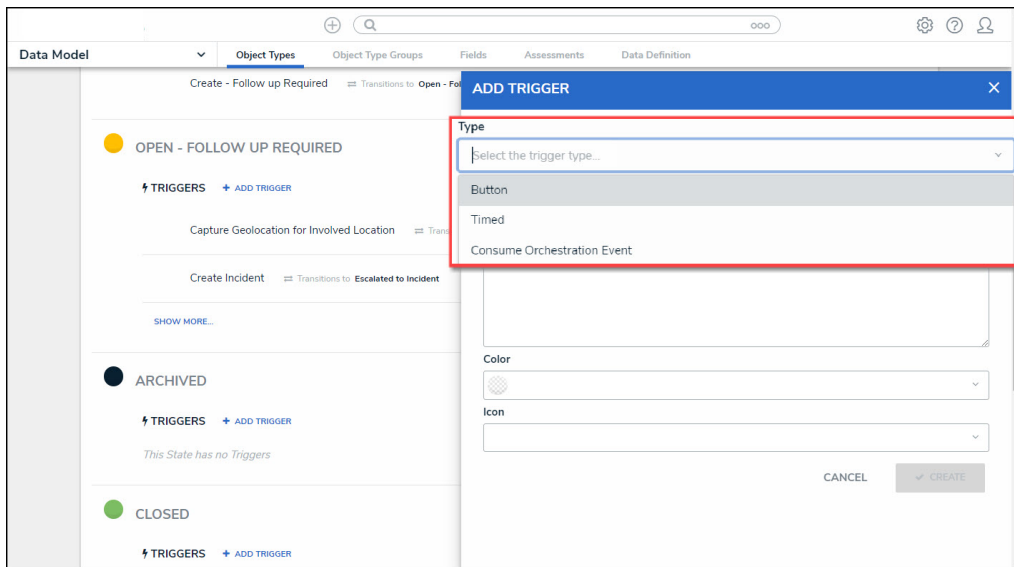 Data Model
Object Types
Object Type Groups
Fields
Assessments
Data Definition
Create - Follow up Required Transitions to Open - Fol
OPEN - FOLLOW UP REQUIRED
TRIGGERS + ADD TRIGGER
Capture Geolocation for Involved Location Trans
Create Incident Transitions to Escalated to Incident
SHOW MORE...
ARCHIVED
TRIGGERS + ADD TRIGGER
This State has no Triggers
CLOSED
TRIGGERS + ADD TRIGGER
ADD TRIGGER
Type
Select the trigger type...
Button
Timed
Consume Orchestration Event
Color
Icon
CANCEL
CREATE